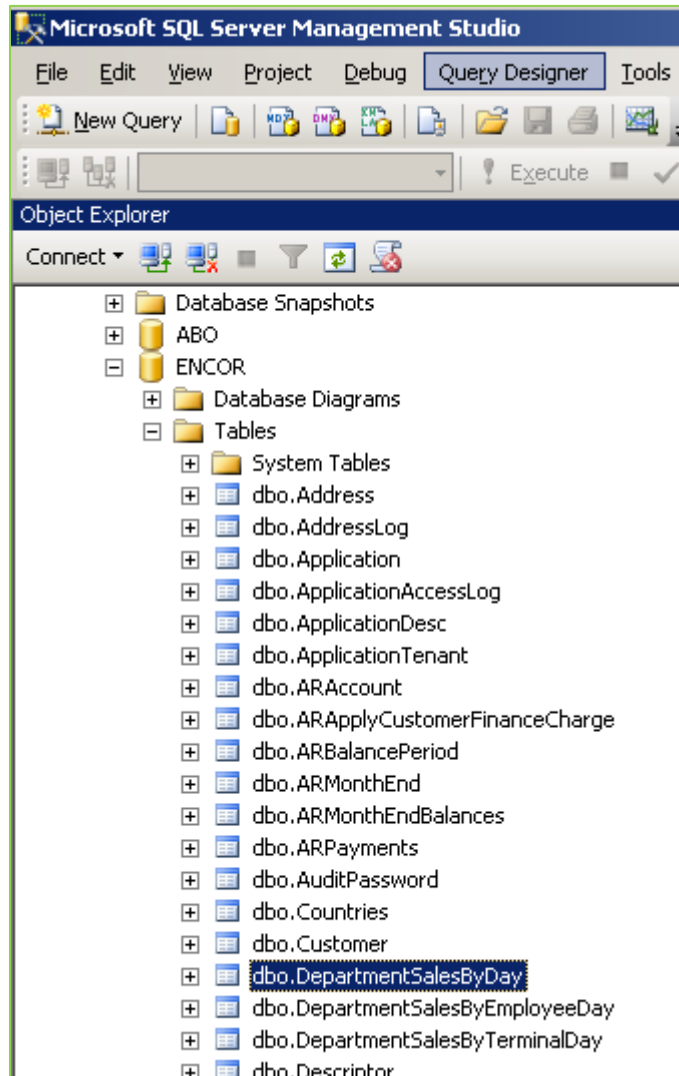 Microsoft SQL Server Management Studio
File Edit View Project Debug Query Designer Tools
New Query
Execute
Object Explorer
Connect
Database Snapshots
ABO
ENCOR
Database Diagrams
Tables
System Tables
dbo.Address
dbo.AddressLog
dbo.Application
dbo.ApplicationAccessLog
dbo.ApplicationDesc
dbo.ApplicationTenant
dbo.ARAccount
dbo.ARApplyCustomerFinanceCharge
dbo.ARBalancePeriod
dbo.ARMonthEnd
dbo.ARMonthEndBalances
dbo.ARPayments
dbo.AuditPassword
dbo.Countries
dbo.Customer
dbo.DepartmentSalesByDay
dbo.DepartmentSalesByEmployeeDay
dbo.DepartmentSalesByTerminalDay
dbo.Descriptor